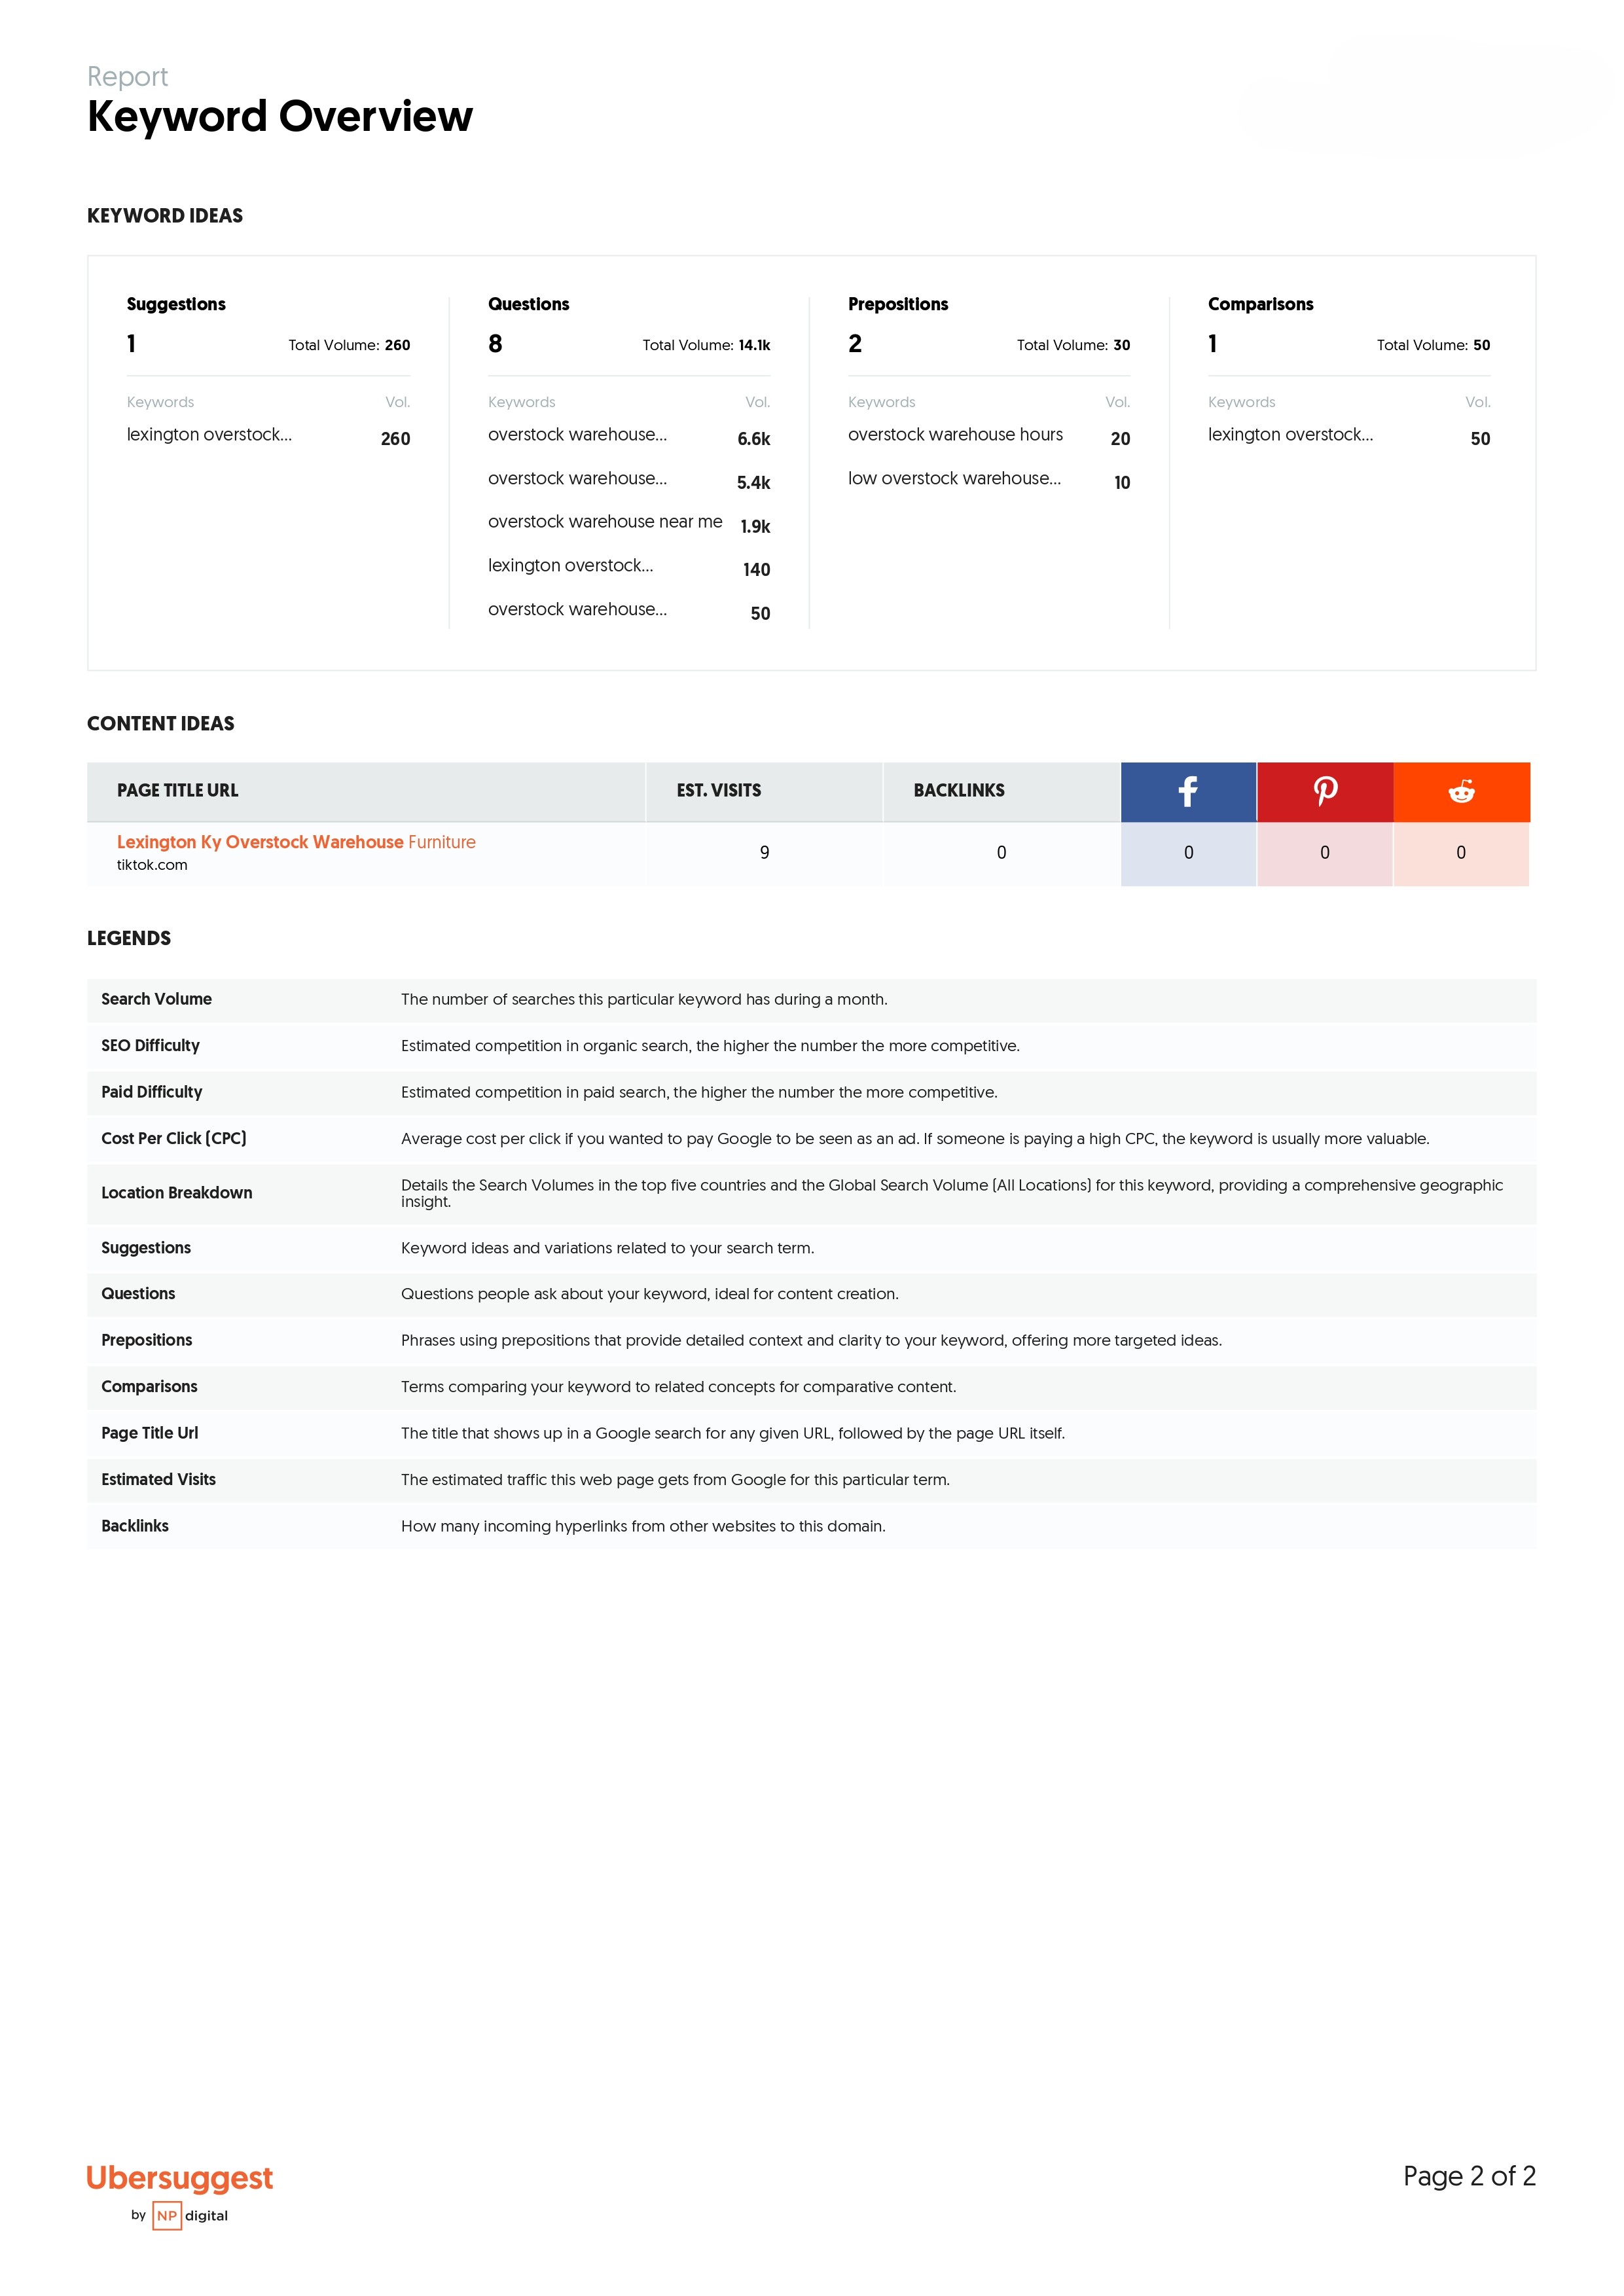 Report
Keyword Overview
KEYWORD IDEAS
Suggestions
1 Total Volume: 260
Keywords Vol.
lexington overstock... 260
Questions
8 Total Volume: 14.1k
Keywords Vol.
overstock warehouse... 6.6k
overstock warehouse... 5.4k
overstock warehouse near me 1.9k
lexington overstock... 140
overstock warehouse... 50
Prepositions
2 Total Volume: 30
Keywords Vol.
overstock warehouse hours 20
low overstock warehouse... 10
Comparisons
1 Total Volume: 50
Keywords Vol.
lexington overstock... 50
CONTENT IDEAS
PAGE TITLE URL EST. VISITS BACKLINKS
Lexington Ky Overstock Warehouse Furniture
tiktok.com
9 0 0 0 0
LEGENDS
Search Volume The number of searches this particular keyword has during a month.
SEO Difficulty Estimated competition in organic search, the higher the number the more competitive.
Paid Difficulty Estimated competition in paid search, the higher the number the more competitive.
Cost Per Click (CPC) Average cost per click if you wanted to pay Google to be seen as an ad. If someone is paying a high CPC, the keyword is usually more valuable.
Location Breakdown Details the Search Volumes in the top five countries and the Global Search Volume (All Locations) for this keyword, providing a comprehensive geographic
insight.
Suggestions Keyword ideas and variations related to your search term.
Questions Questions people ask about your keyword, ideal for content creation.
Prepositions Phrases using prepositions that provide detailed context and clarity to your keyword, offering more targeted ideas.
Comparisons Terms comparing your keyword to related concepts for comparative content.
Page Title Url The title that shows up in a Google search for any given URL, followed by the page URL itself.
Estimated Visits The estimated traffic this web page gets from Google for this particular term.
Backlinks How many incoming hyperlinks from other websites to this domain.
Ubersuggest
by NP digital
Page 2 of 2